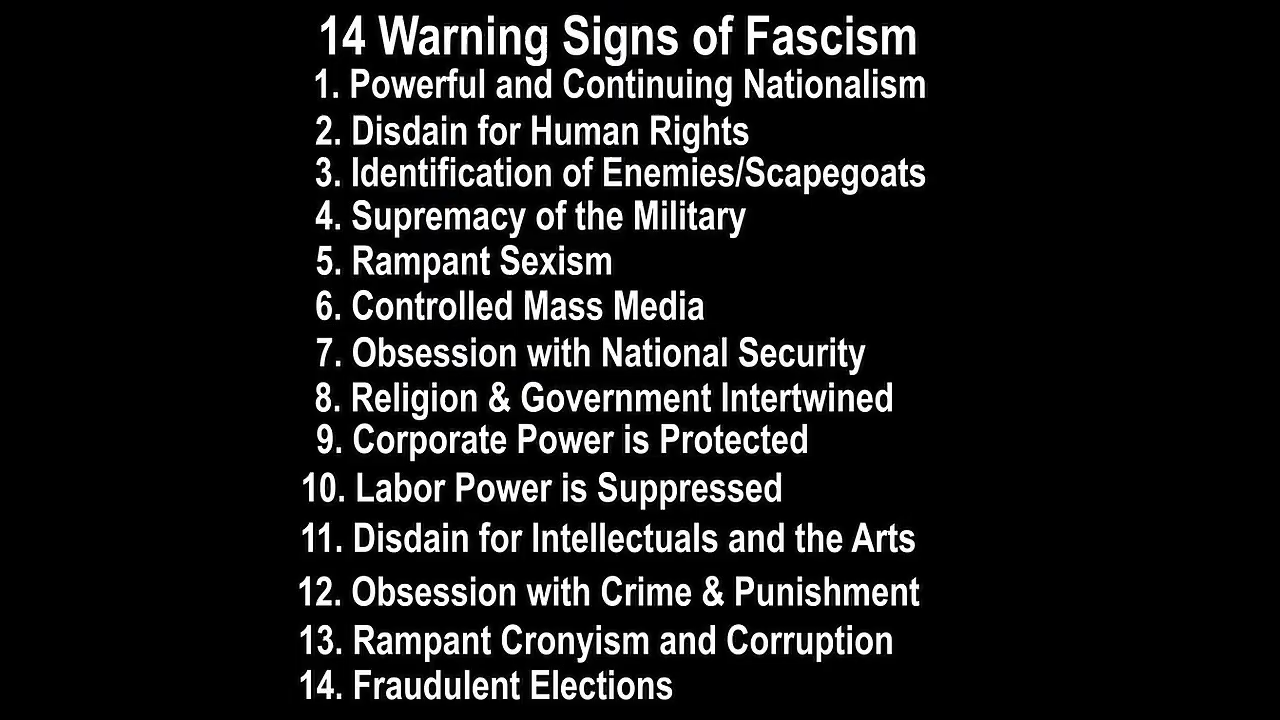 14 Warning Signs of Fascism
1. Powerful and Continuing Nationalism
2. Disdain for Human Rights
3. Identification of Enemies/Scapegoats
4. Supremacy of the Military
5. Rampant Sexism
6. Controlled Mass Media
7. Obsession with National Security
8. Religion & Government Intertwined
9. Corporate Power is Protected
10. Labor Power is Suppressed
11. Disdain for Intellectuals and the Arts
12. Obsession with Crime & Punishment
13. Rampant Cronyism and Corruption
14. Fraudulent Elections